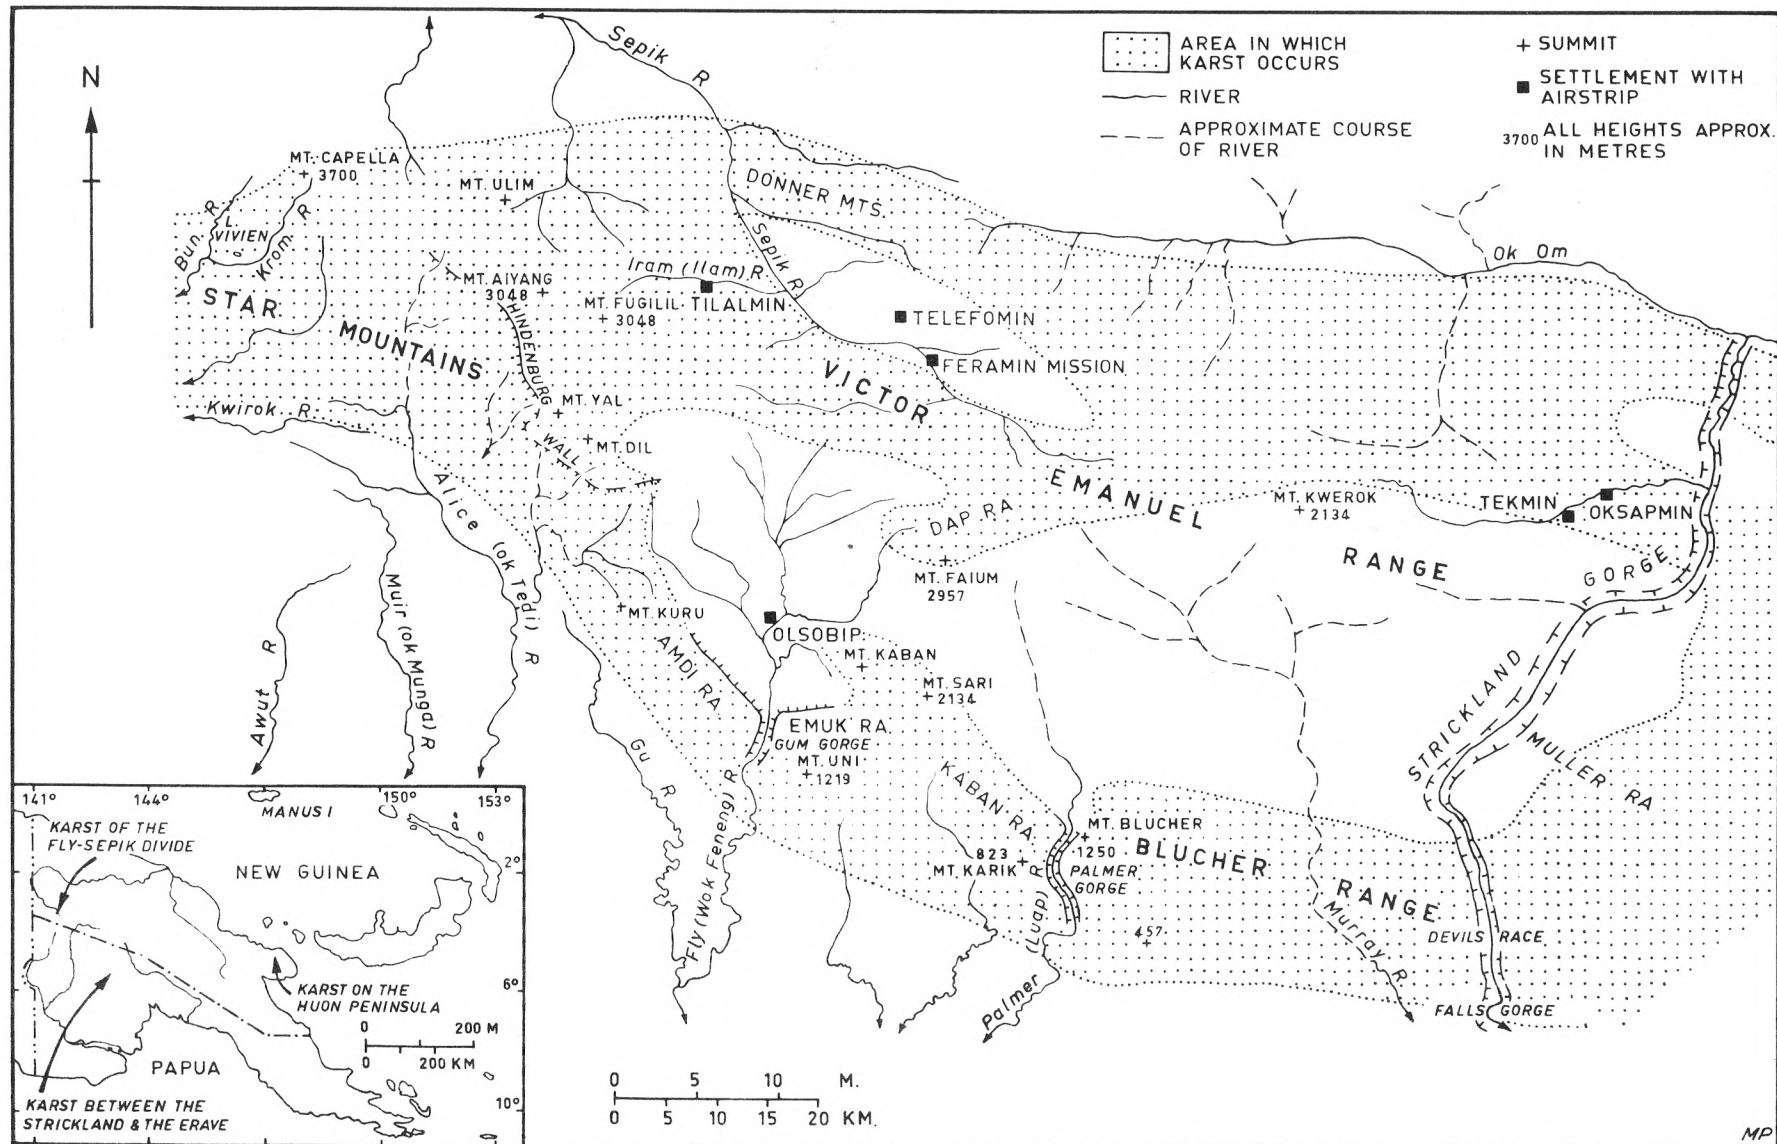 N
AREA IN WHICH
KARST OCCURS
RIVER
APPROXIMATE COURSE
OF RIVER
+ SUMMIT
SETTLEMENT WITH
AIRSTRIP
3700 ALL HEIGHTS APPROX.
IN METRES
Sepik R
MT. CAPELLA
+ 3700
MT. ULIM
DONNER MTS.
Bun. R
L.
VIVIEN
Krom. R
Sepik R.
Ok Om
Iram (Ilam) R.
MT. AIYANG
3048 +
STAR
MOUNTAINS
MT. FUGILIL
+ 3048
TILALMIN
HINDENBURG
WALL
TELEFOMIN
FERAMIN MISSION
VICTOR
EMANUEL
RANGE
Kwirok R.
MT. YAL
MT. DIL
Alice (ok Tedi) R
DAP RA
MT. KWEROK
+ 2134
TEKMIN
OKSAPMIN
MT. FAIUM
2957
STRICKLAND
GORGE
Awut R
Muir (ok Munga) R
MT. KURU
OLSOBIP
AMDI RA
MT. KABAN
MT. SARI
+ 2134
EMUK RA.
GUM GORGE
MT. UNI
+ 1219
Gu R
Fly (Wok Feneng) R
KABAN RA
MULLER RA
MT. BLUCHER
1250
823
MT. KARIK
PALMER
GORGE
BLUCHER
RANGE
457
Palmer (Luap) R
Murray R
DEVILS RACE
FALLS GORGE
141°
144°
150°
153°
MANUS I
KARST OF THE
FLY-SEPIK DIVIDE
2°
NEW GUINEA
6°
KARST ON THE
HUON PENINSULA
0 200 M
0 200 KM
PAPUA
10°
KARST BETWEEN THE
STRICKLAND & THE ERAVE
0 5 10 M.
0 5 10 15 20 KM.
MP